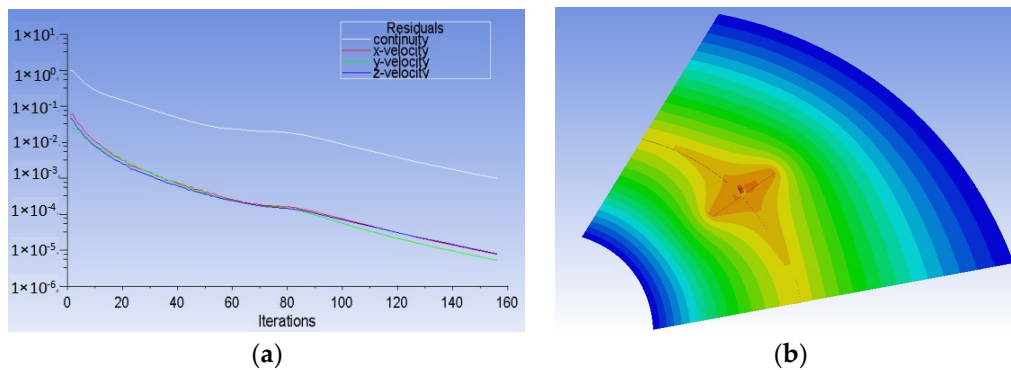 Residuals
continuity
x-velocity
y-velocity
z-velocity
1×10¹
1×10⁰
1×10⁻¹
1×10⁻²
1×10⁻³
1×10⁻⁴
1×10⁻⁵
1×10⁻⁶
0 20 40 60 80 100 120 140 160
Iterations
(a) (b)